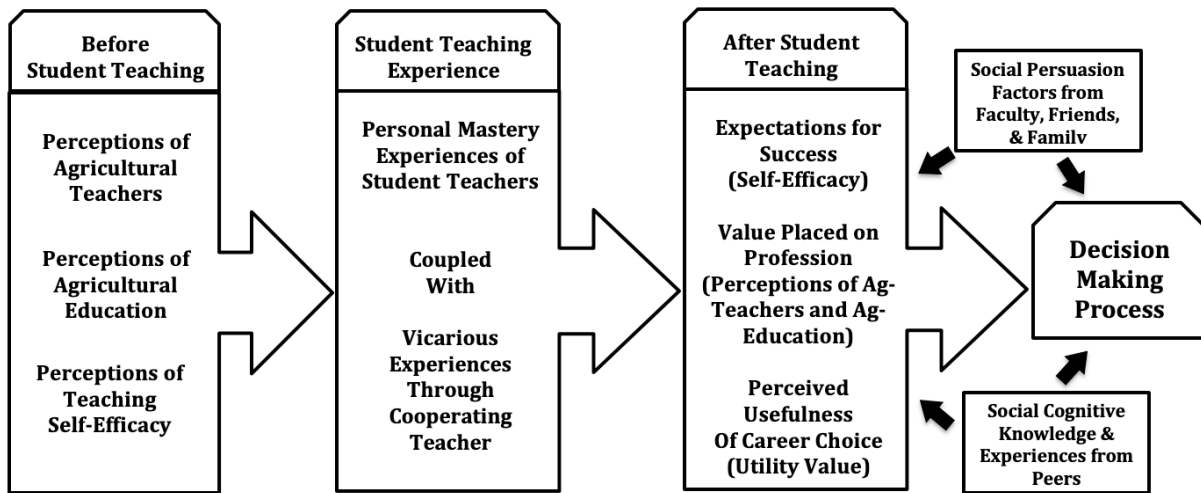 Before
Student Teaching
Perceptions of
Agricultural
Teachers
Perceptions of
Agricultural
Education
Perceptions of
Teaching
Self-Efficacy
Student Teaching
Experience
Personal Mastery
Experiences of
Student Teachers
Coupled
With
Vicarious
Experiences
Through
Cooperating
Teacher
After Student
Teaching
Expectations for
Success
(Self-Efficacy)
Value Placed on
Profession
(Perceptions of Ag-
Teachers and Ag-
Education)
Perceived
Usefulness
Of Career Choice
(Utility Value)
Social Persuasion
Factors from
Faculty, Friends,
& Family
Decision
Making
Process
Social Cognitive
Knowledge &
Experiences from
Peers